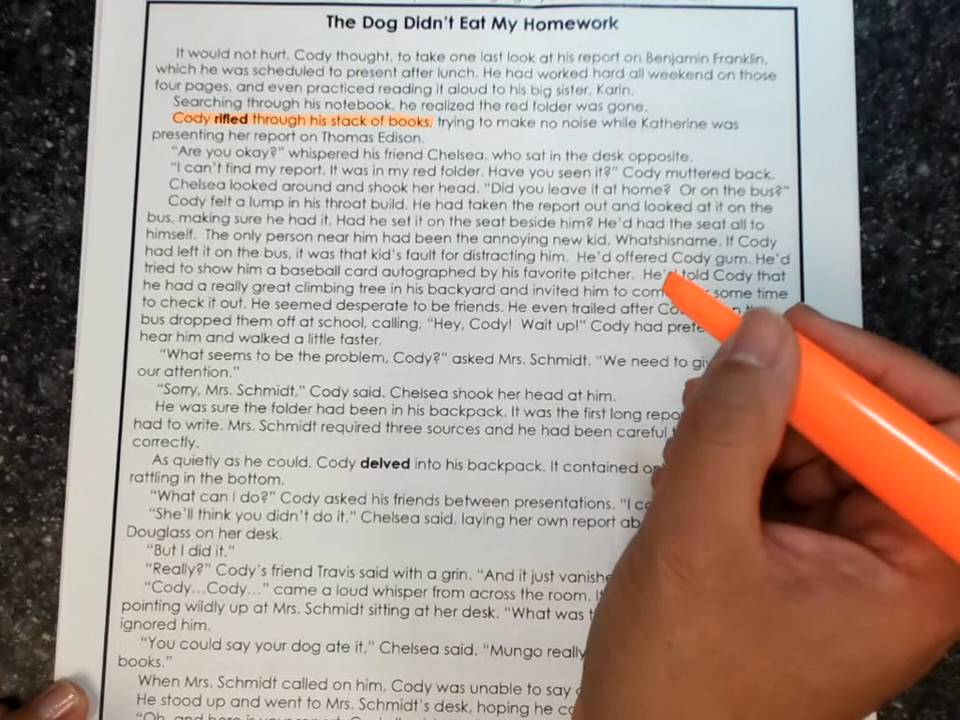 The Dog Didn't Eat My Homework
It would not hurt, Cody thought, to take one last look at his report on Benjamin Franklin,
which he was scheduled to present after lunch. He had worked hard all weekend on those
four pages, and even practiced reading it aloud to his big sister, Karin.
Searching through his notebook, he realized the red folder was gone.
Cody rifled through his stack of books, trying to make no noise while Katherine was
presenting her report on Thomas Edison.
"Are you okay?" whispered his friend Chelsea, who sat in the desk opposite.
"I can't find my report. It was in my red folder. Have you seen it?" Cody muttered back.
Chelsea looked around and shook her head. "Did you leave it at home? Or on the bus?"
Cody felt a lump in his throat build. He had taken the report out and looked at it on the
bus, making sure he had it. Had he set it on the seat beside him? He'd had the seat all to
himself. The only person near him had been the annoying new kid, Whatshisname. If Cody
had left it on the bus, it was that kid's fault for distracting him. He'd offered Cody gum. He'd
tried to show him a baseball card autographed by his favorite pitcher. He'd told Cody that
he had a really great climbing tree in his backyard and invited him to some time
to check it out. He seemed desperate to be friends. He even trailed after
bus dropped them off at school, calling, "Hey, Cody! Wait up!" Cody had
hear him and walked a little faster.
"What seems to be the problem, Cody?" asked Mrs. Schmidt. "We need to
our attention."
"Sorry, Mrs. Schmidt," Cody said. Chelsea shook her head at him.
He was sure the folder had been in his backpack. It was the first long
had to write. Mrs. Schmidt required three sources and he had been careful
correctly.
As quietly as he could, Cody delved into his backpack. It contained
rattling in the bottom.
"What can I do?" Cody asked his friends between presentations. "I
"She'll think you didn't do it," Chelsea said, laying her own report
Douglass on her desk.
"But I did it."
"Really?" Cody's friend Travis said with a grin. "And it just
"Cody...Cody..." came a loud whisper from across the room.
pointing wildly up at Mrs. Schmidt sitting at her desk. "What was
ignored him.
"You could say your dog ate it," Chelsea said. "Mungo really
books."
When Mrs. Schmidt called on him, Cody was unable to say
He stood up and went to Mrs. Schmidt's desk, hoping he